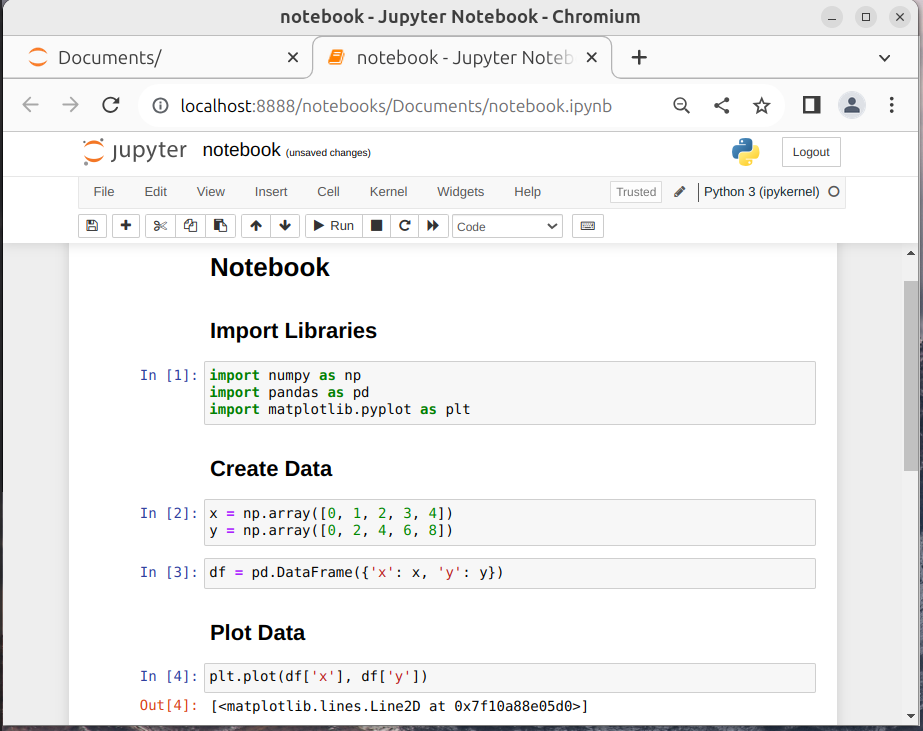 notebook - Jupyter Notebook - Chromium
Documents/
notebook - Jupyter Noteb
localhost:8888/notebooks/Documents/notebook.ipynb
jupyter notebook (unsaved changes) Logout
File Edit View Insert Cell Kernel Widgets Help Trusted Python 3 (ipykernel)
Run Code
Notebook
Import Libraries
In [1]: import numpy as np
import pandas as pd
import matplotlib.pyplot as plt
Create Data
In [2]: x = np.array([0, 1, 2, 3, 4])
y = np.array([0, 2, 4, 6, 8])
In [3]: df = pd.DataFrame({'x': x, 'y': y})
Plot Data
In [4]: plt.plot(df['x'], df['y'])
Out[4]: [<matplotlib.lines.Line2D at 0x7f10a88e05d0>]